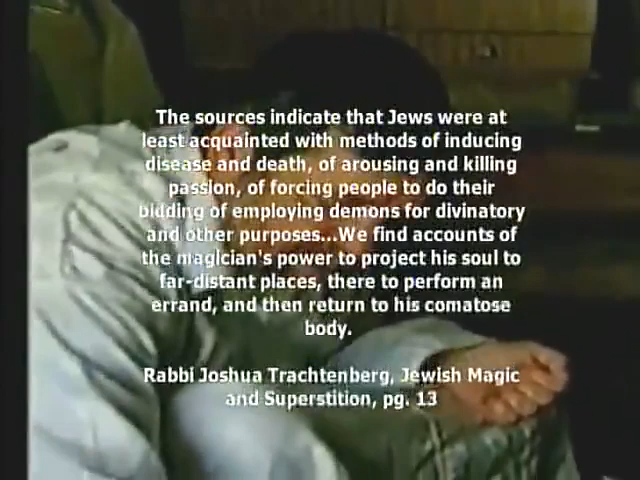 The sources indicate that Jews were at
least acquainted with methods of inducing
disease and death, of arousing and killing
passion, of forcing people to do their
bidding of employing demons for divinatory
and other purposes...We find accounts of
the magician's power to project his soul to
far-distant places, there to perform an
errand, and then return to his comatose
body.
Rabbi Joshua Trachtenberg, Jewish Magic
and Superstition, pg. 13